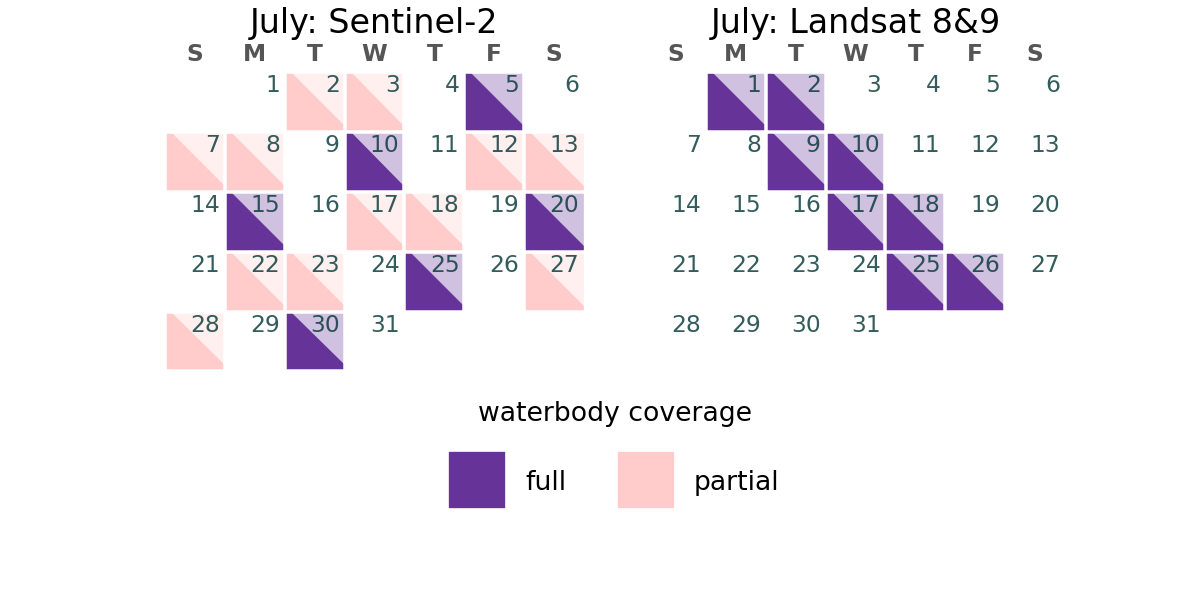 July: Sentinel-2
S M T W T F S
1 2 3 4 5 6
7 8 9 10 11 12 13
14 15 16 17 18 19 20
21 22 23 24 25 26 27
28 29 30 31
July: Landsat 8&9
S M T W T F S
1 2 3 4 5 6
7 8 9 10 11 12 13
14 15 16 17 18 19 20
21 22 23 24 25 26 27
28 29 30 31
waterbody coverage
full partial